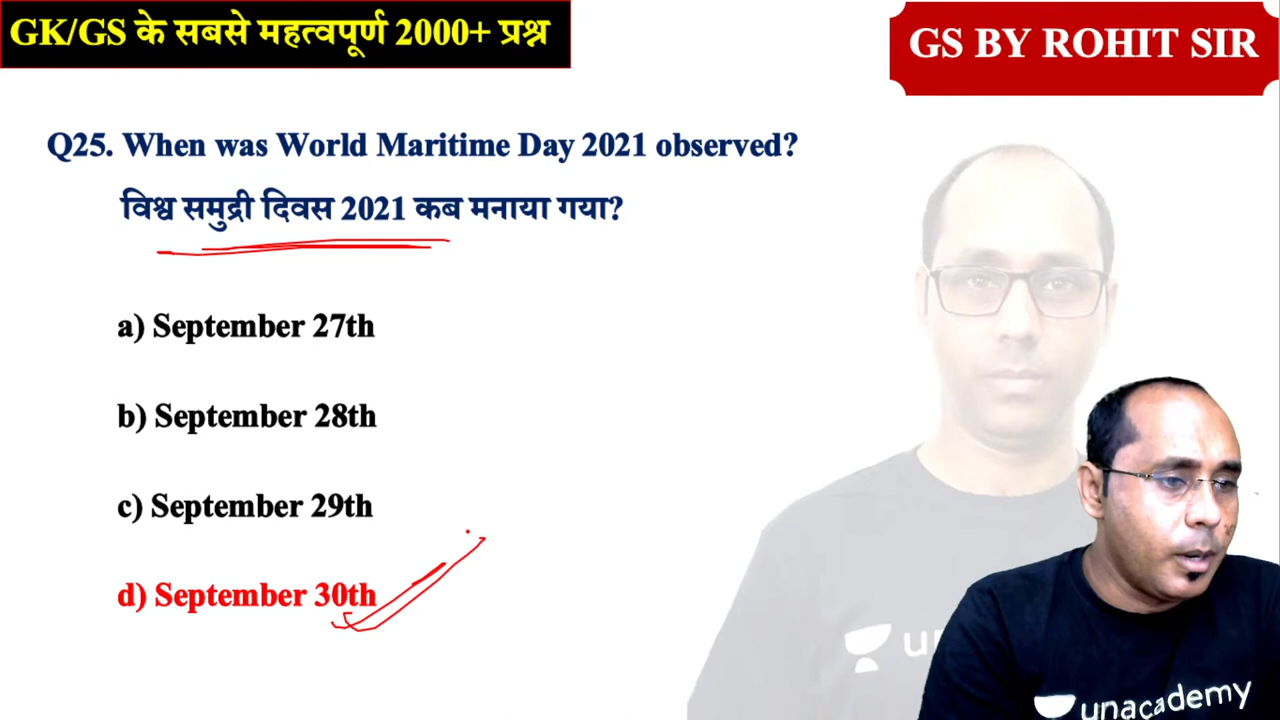 GK/GS के सबसे महत्वपूर्ण 2000+ प्रश्न
GS BY ROHIT SIR
Q25. When was World Maritime Day 2021 observed?
विश्व समुद्री दिवस 2021 कब मनाया गया?
a) September 27th
b) September 28th
c) September 29th
d) September 30th
unacademy